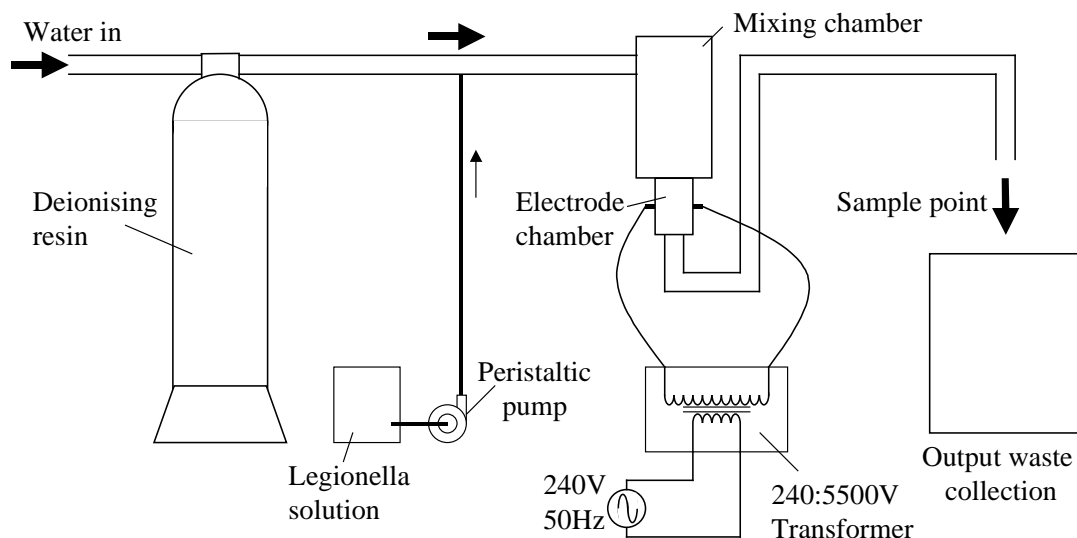 Water in
Mixing chamber
Deionising
resin
Electrode
chamber
Sample point
Peristaltic
pump
Legionella
solution
240V
50Hz
240:5500V
Transformer
Output waste
collection